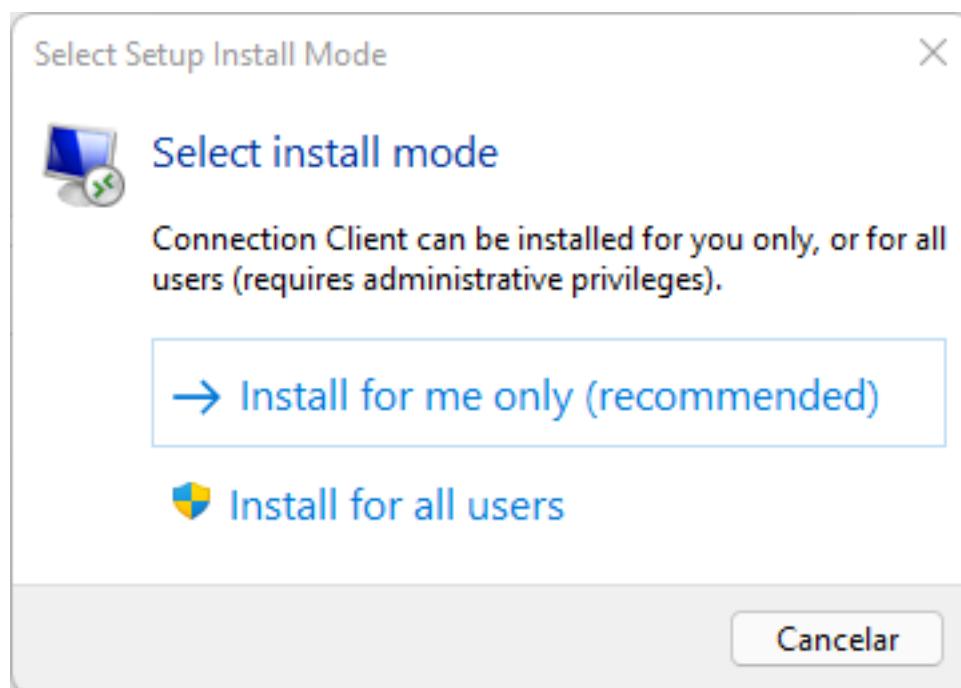 Select Setup Install Mode
Select install mode
Connection Client can be installed for you only, or for all
users (requires administrative privileges).
Install for me only (recommended)
Install for all users
Cancelar